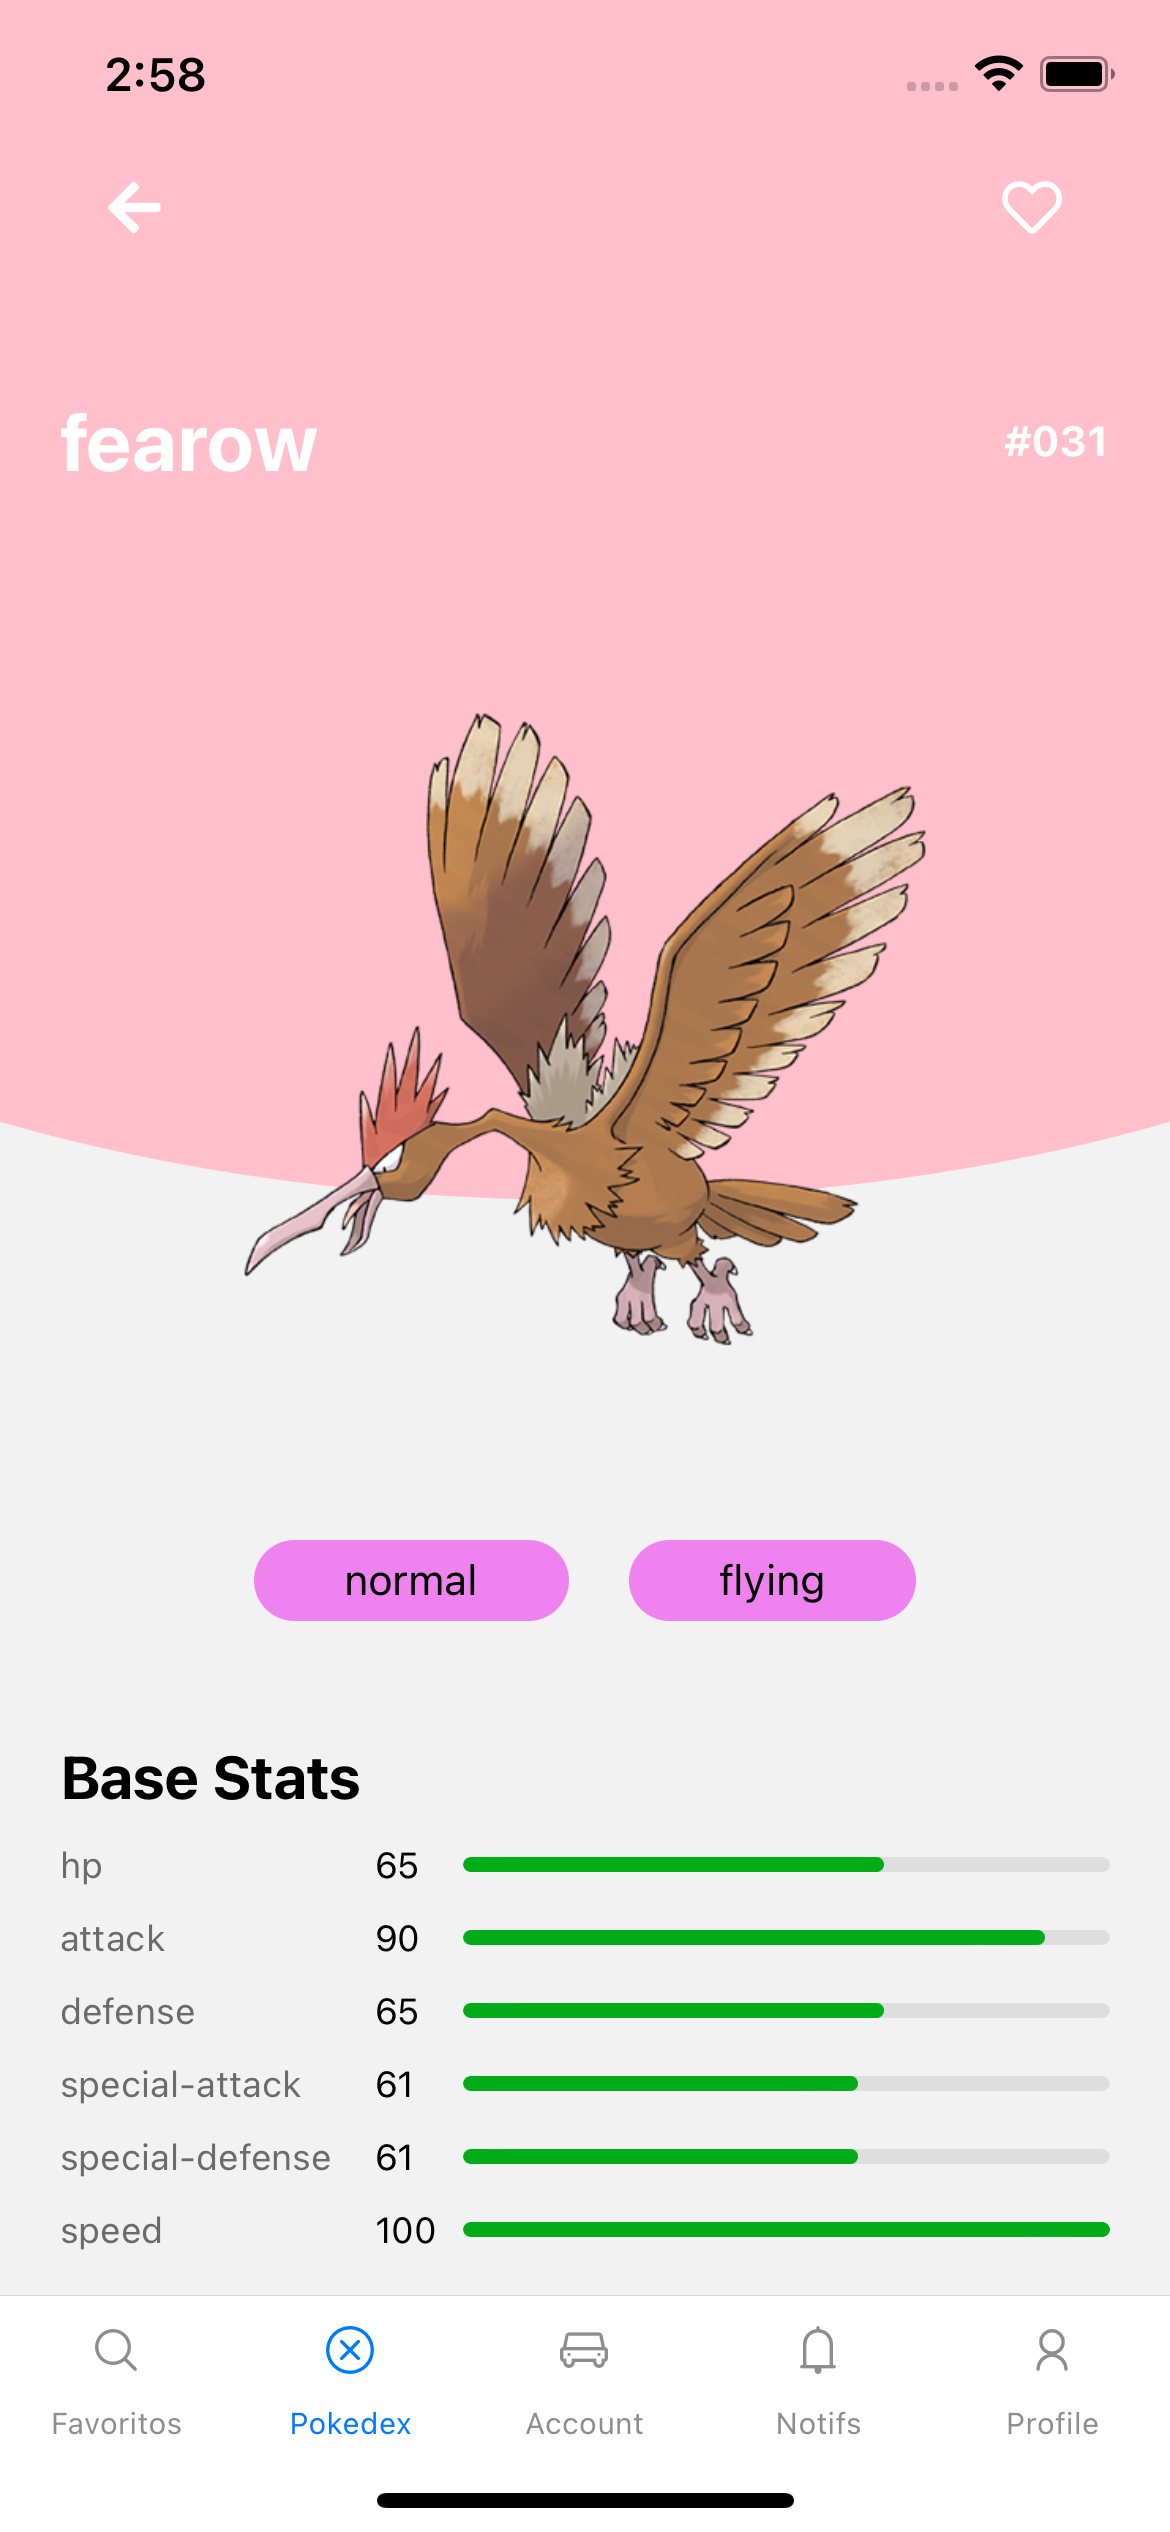 2:58
fearow #031
normal flying
Base Stats
hp 65
attack 90
defense 65
special-attack 61
special-defense 61
speed 100
Favoritos Pokedex Account Notifs Profile